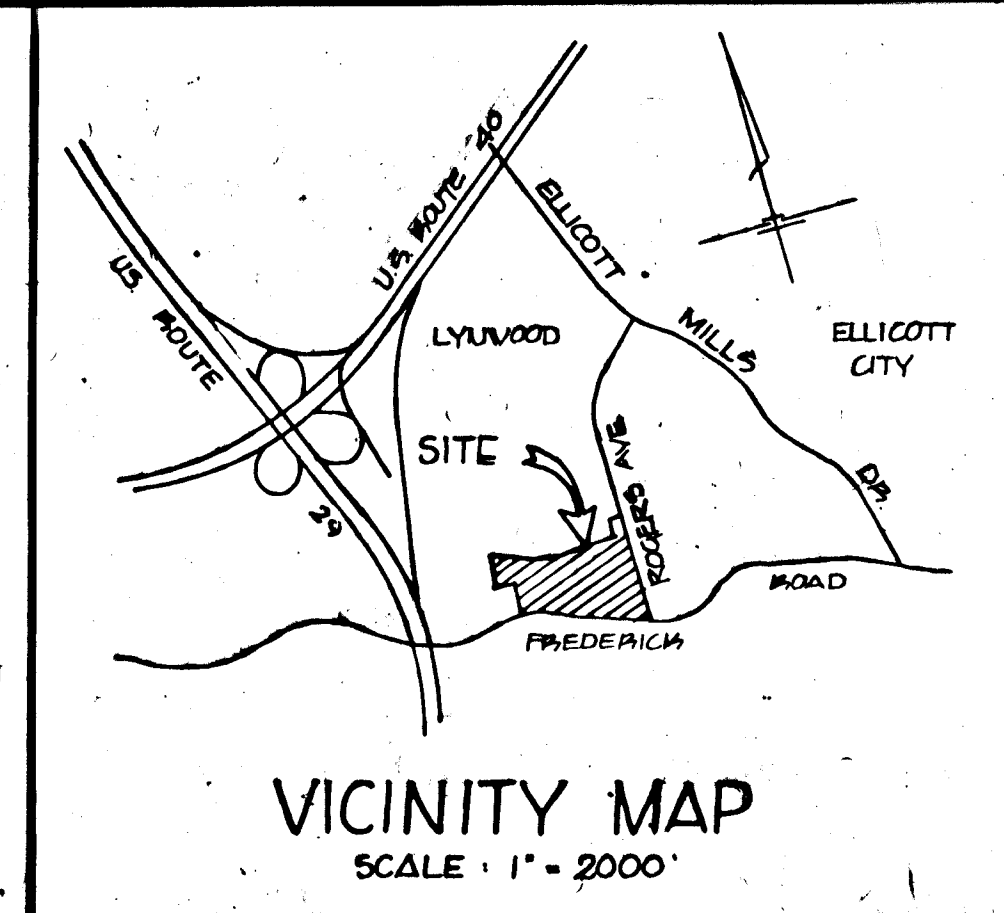 U.S. ROUTE 40
ELLICOTT
MILLS
DR.
U.S. ROUTE
29
LYNWOOD
ELLICOTT
CITY
SITE
ROGERS AVE
ROAD
FREDERICK
VICINITY MAP
SCALE : 1" = 2000'